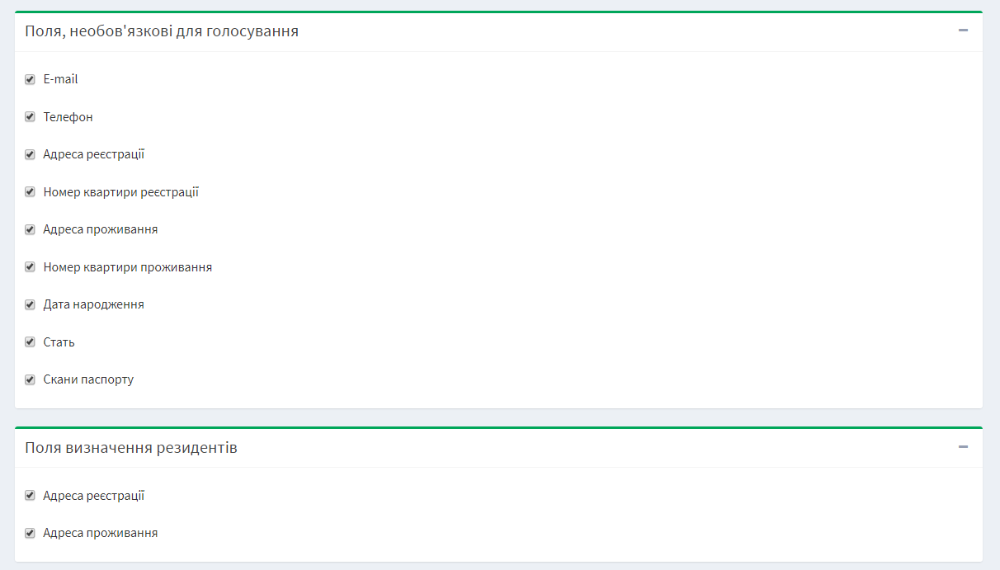 Поля, необов'язкові для голосування
E-mail
Телефон
Адреса реєстрації
Номер квартири реєстрації
Адреса проживання
Номер квартири проживання
Дата народження
Стать
Скани паспорту
Поля визначення резидентів
Адреса реєстрації
Адреса проживання